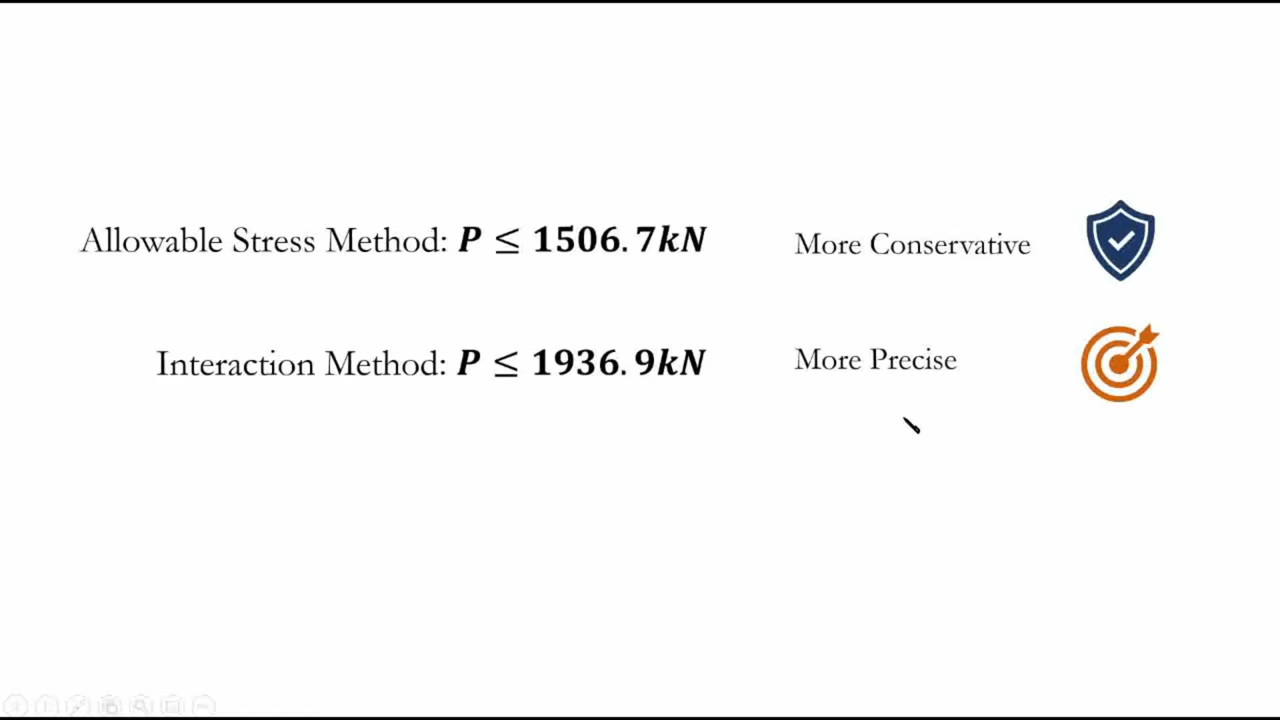 Allowable Stress Method: P ≤ 1506.7kN More Conservative
Interaction Method: P ≤ 1936.9kN More Precise